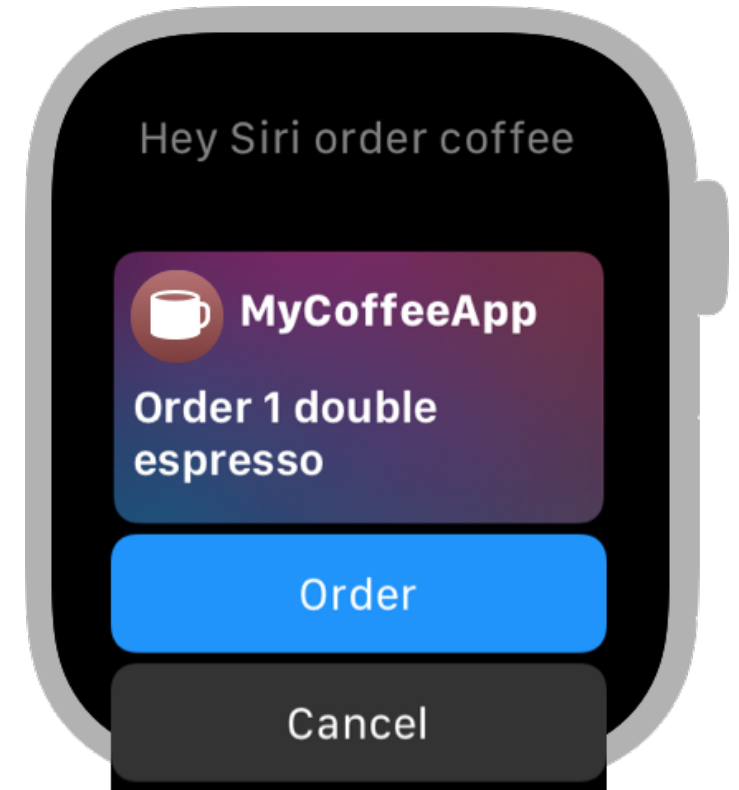 Hey Siri order coffee
MyCoffeeApp
Order 1 double
espresso
Order
Cancel